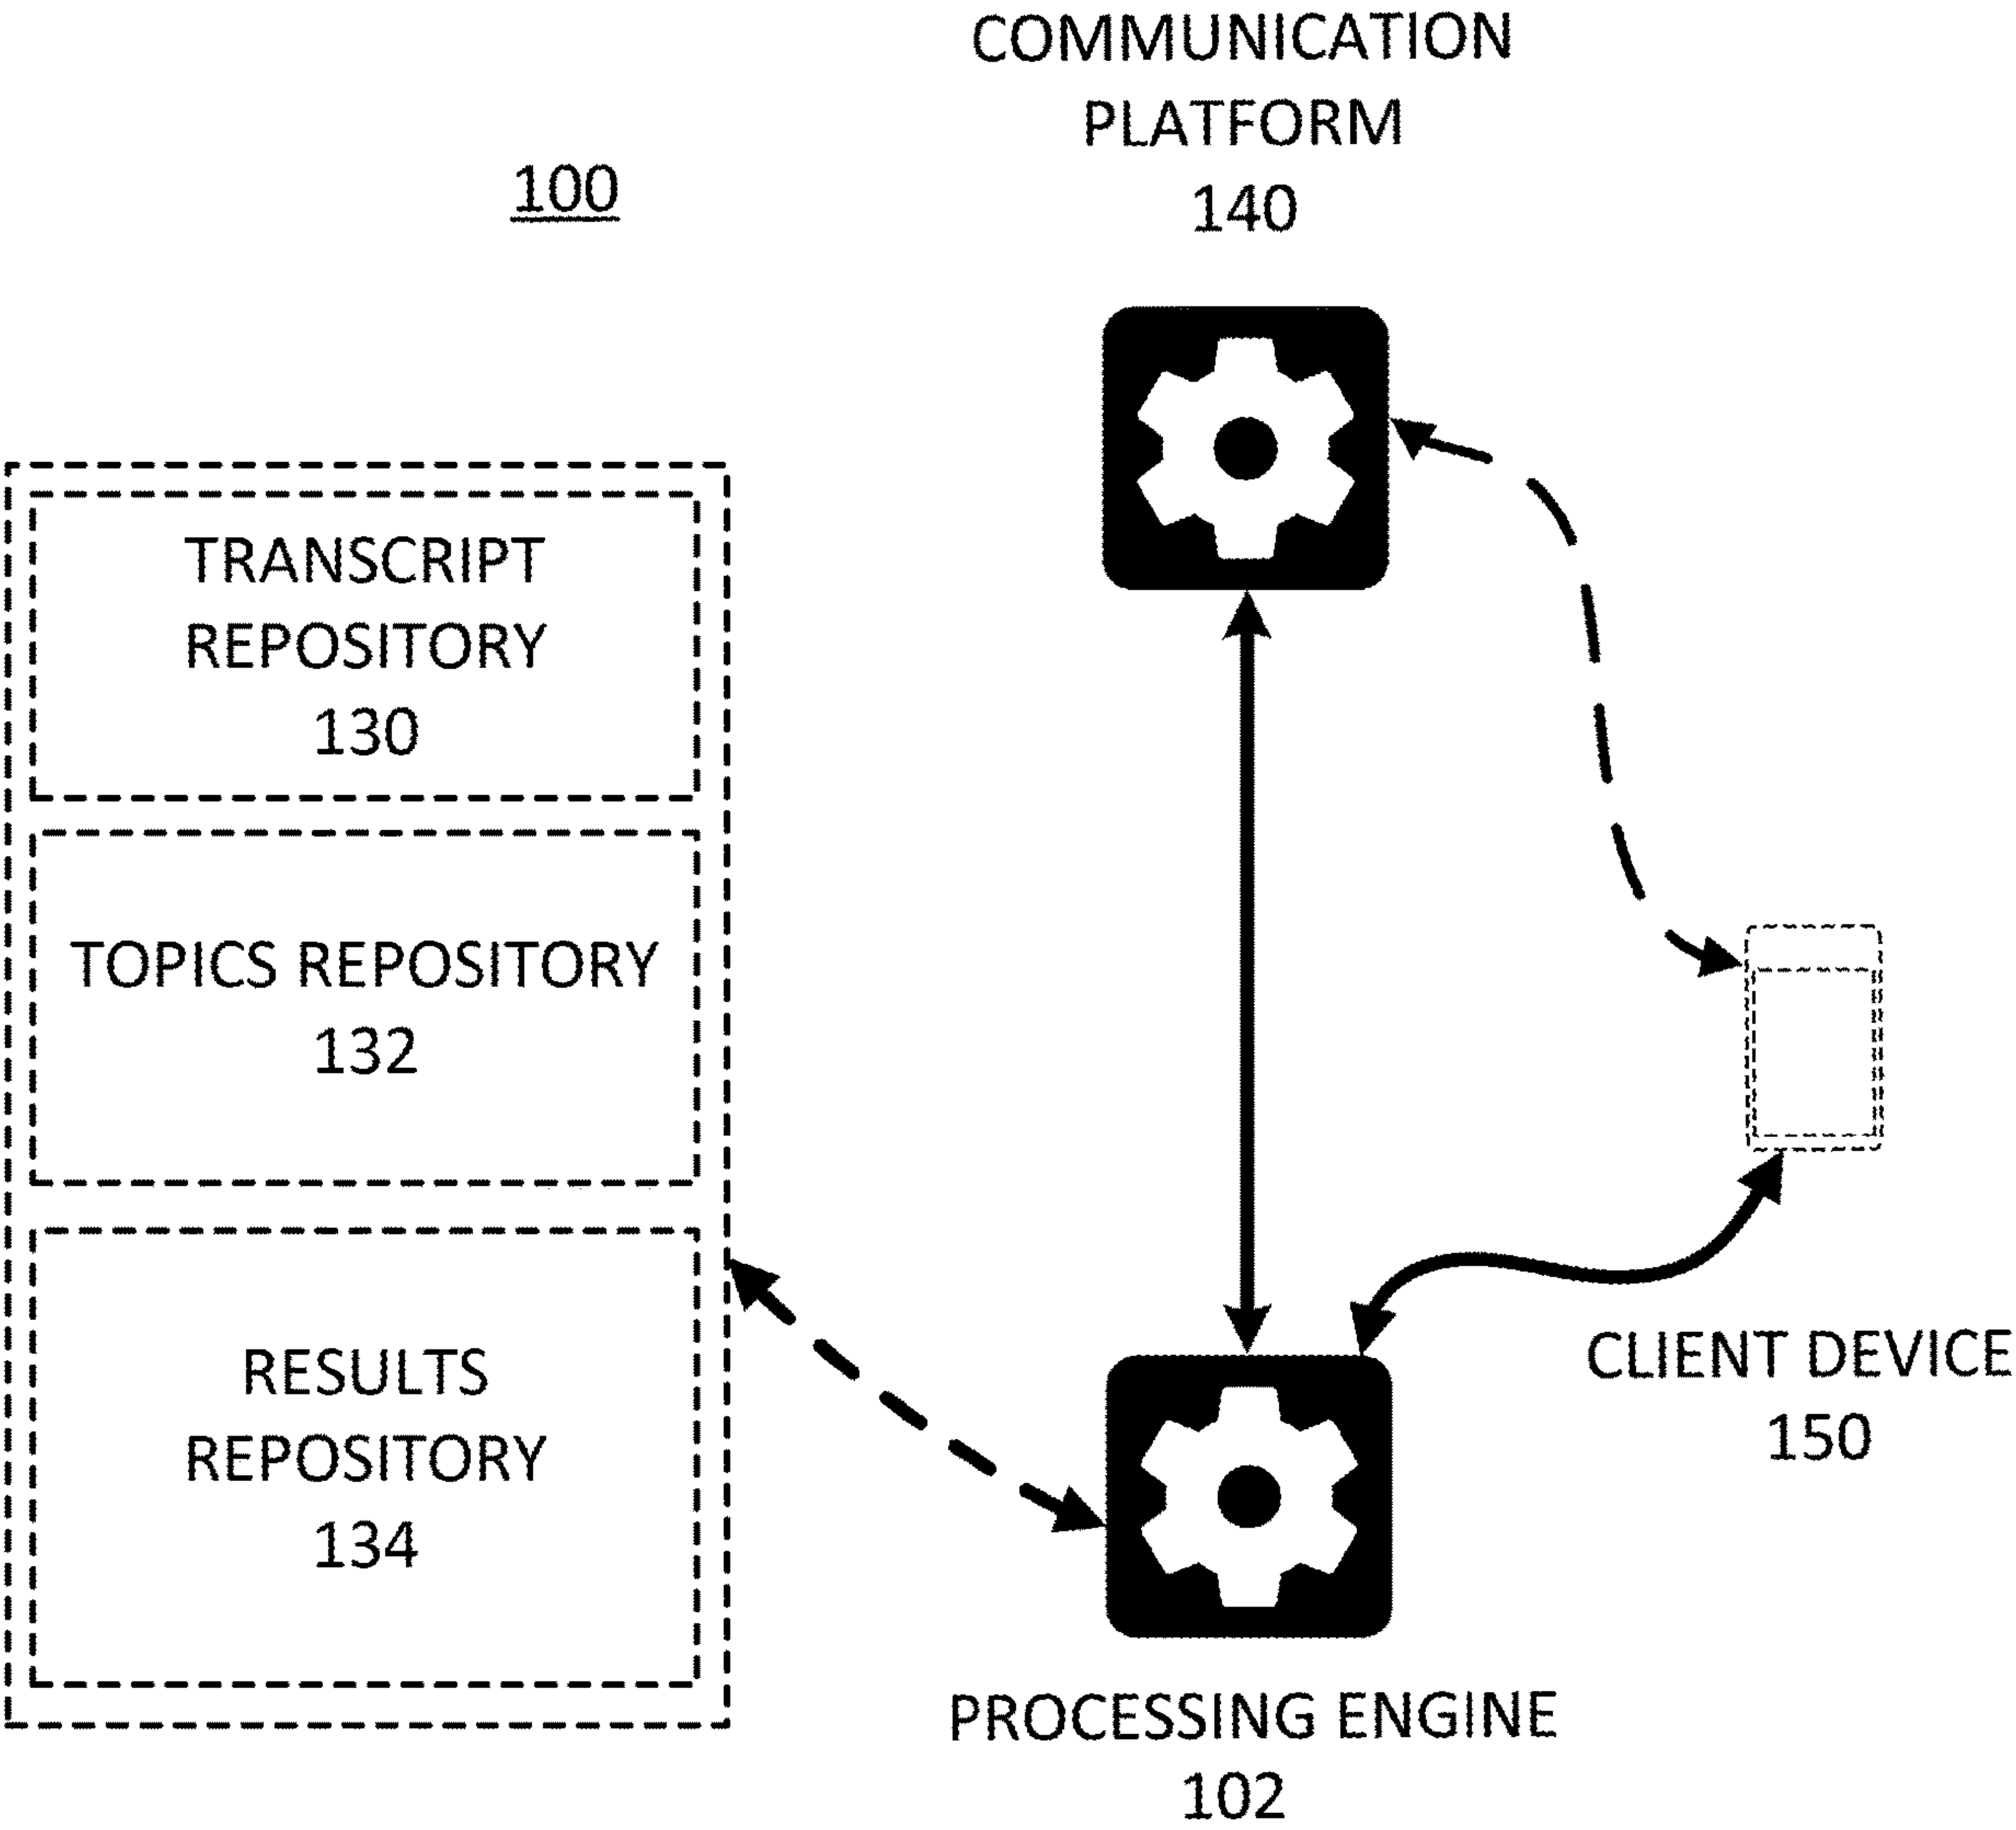 COMMUNICATION
PLATFORM
140
100
TRANSCRIPT
REPOSITORY
130
TOPICS REPOSITORY
132
RESULTS
REPOSITORY
134
CLIENT DEVICE
150
PROCESSING ENGINE
102